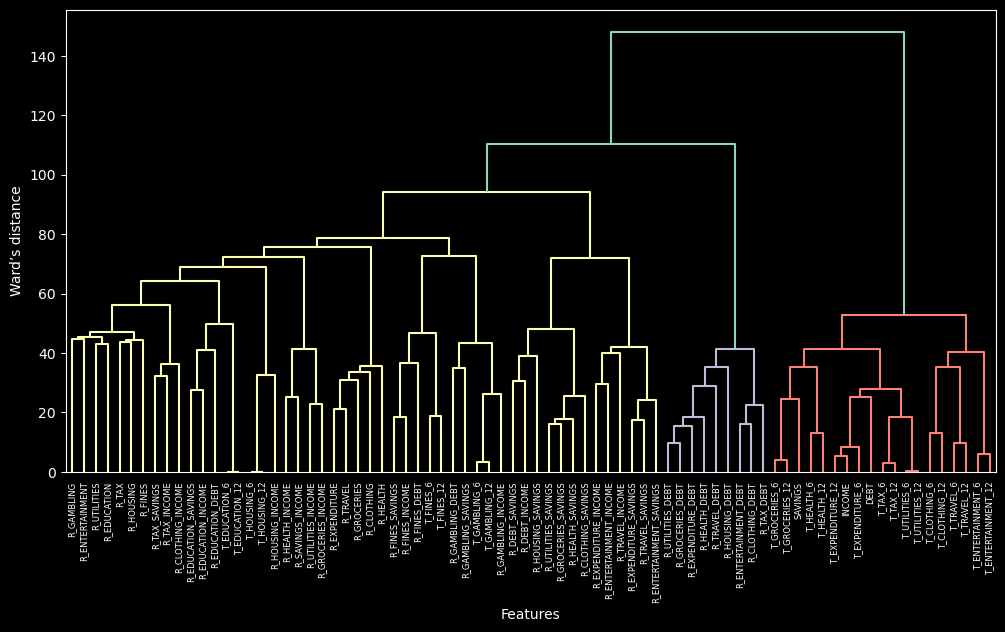 140
120
100
80
60
40
20
0
Ward’s distance
R_GAMBLING
R_ENTERTAINMENT
R_UTILITIES
R_EDUCATION
R_TAX
R_HOUSING
R_FINES
R_TAX_SAVINGS
R_TAX_INCOME
R_CLOTHING_INCOME
R_EDUCATION_SAVINGS
R_EDUCATION_INCOME
R_EDUCATION_DEBT
T_EDUCATION_6
T_EDUCATION_12
T_HOUSING_6
T_HOUSING_12
R_HOUSING_INCOME
R_HEALTH_INCOME
R_SAVINGS_INCOME
R_UTILITIES_INCOME
R_GROCERIES_INCOME
R_EXPENDITURE
R_TRAVEL
R_GROCERIES
R_CLOTHING
R_HEALTH
R_FINES_SAVINGS
R_FINES_INCOME
R_FINES_DEBT
T_FINES_6
T_FINES_12
R_GAMBLING_DEBT
R_GAMBLING_SAVINGS
T_GAMBLING_6
T_GAMBLING_12
R_GAMBLING_INCOME
R_DEBT_SAVINGS
R_DEBT_INCOME
R_HOUSING_SAVINGS
R_UTILITIES_SAVINGS
R_GROCERIES_SAVINGS
R_HEALTH_SAVINGS
R_CLOTHING_SAVINGS
R_EXPENDITURE_INCOME
R_ENTERTAINMENT_INCOME
R_TRAVEL_INCOME
R_EXPENDITURE_SAVINGS
R_TRAVEL_SAVINGS
R_ENTERTAINMENT_SAVINGS
R_UTILITIES_DEBT
R_GROCERIES_DEBT
R_EXPENDITURE_DEBT
R_HEALTH_DEBT
R_TRAVEL_DEBT
R_HOUSING_DEBT
R_ENTERTAINMENT_DEBT
R_CLOTHING_DEBT
R_TAX_DEBT
T_GROCERIES_6
T_GROCERIES_12
SAVINGS
T_HEALTH_6
T_HEALTH_12
T_EXPENDITURE_12
INCOME
T_EXPENDITURE_6
DEBT
T_TAX_6
T_TAX_12
T_UTILITIES_6
T_UTILITIES_12
T_CLOTHING_6
T_CLOTHING_12
T_TRAVEL_6
T_TRAVEL_12
T_ENTERTAINMENT_6
T_ENTERTAINMENT_12
Features